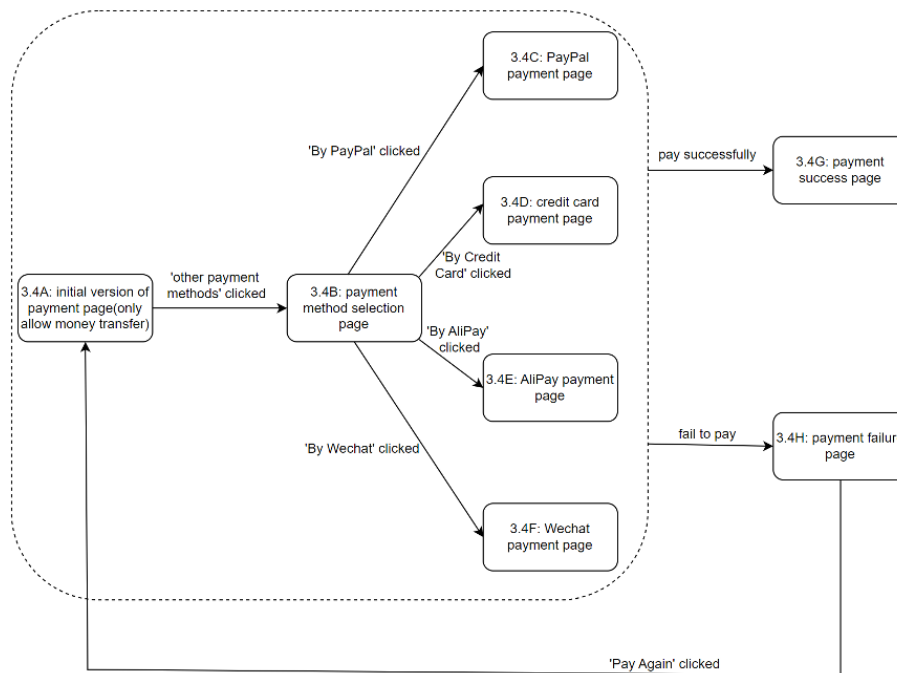 3.4C: PayPal
payment page
'By PayPal' clicked
pay successfully
3.4G: payment
success page
3.4D: credit card
payment page
'By Credit
Card' clicked
'other payment
methods' clicked
3.4A: initial version of
payment page(only
allow money transfer)
3.4B: payment
method selection
page
'By AliPay'
clicked
3.4E: AliPay payment
page
fail to pay
3.4H: payment failur
page
'By Wechat' clicked
3.4F: Wechat
payment page
'Pay Again' clicked